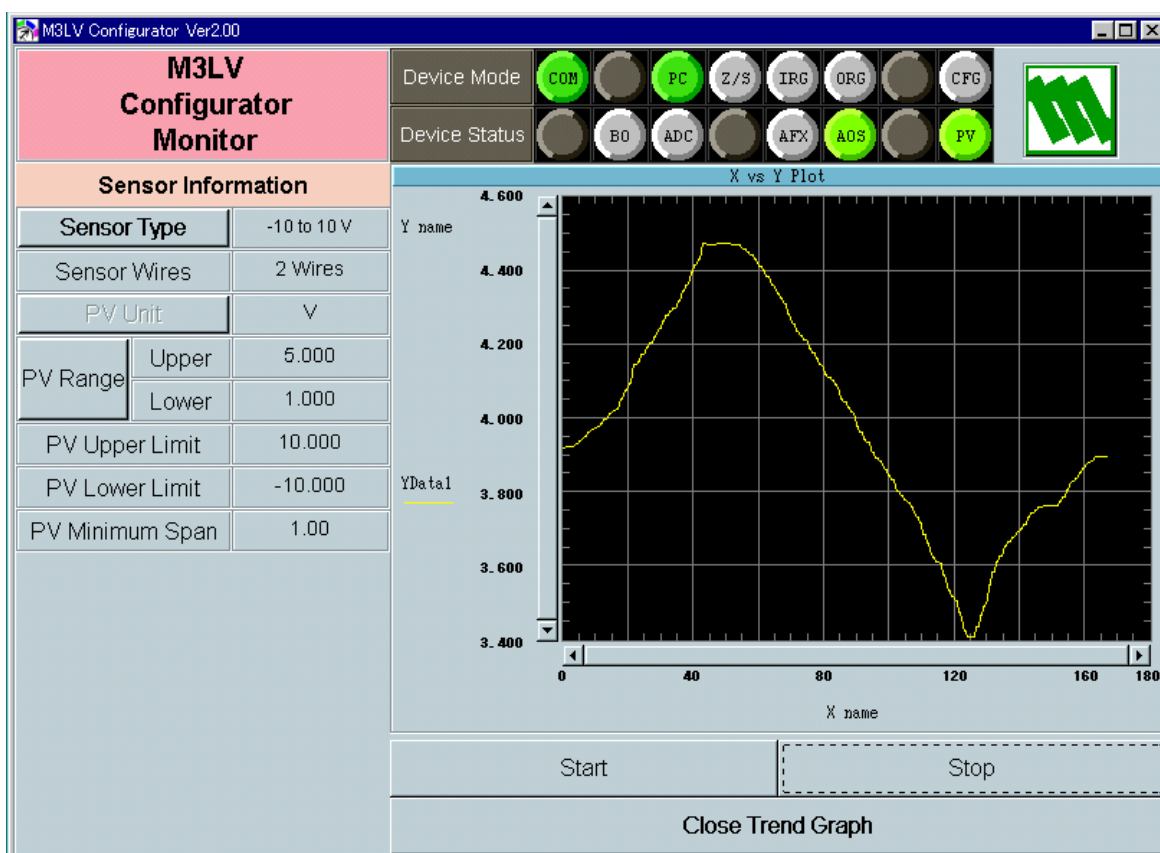 M3LV Configurator Ver2.00
M3LV
Configurator
Monitor
Device Mode COM PC Z/S IRG ORG CFG
Device Status BO ADC AFX AOS PV
Sensor Information
Sensor Type -10 to 10 V
Sensor Wires 2 Wires
PV Unit V
PV Range Upper 5.000
Lower 1.000
PV Upper Limit 10.000
PV Lower Limit -10.000
PV Minimum Span 1.00
X vs Y Plot
Y name
YData1
4.600
4.400
4.200
4.000
3.800
3.600
3.400
0 40 80 120 160 180
X name
Start Stop
Close Trend Graph